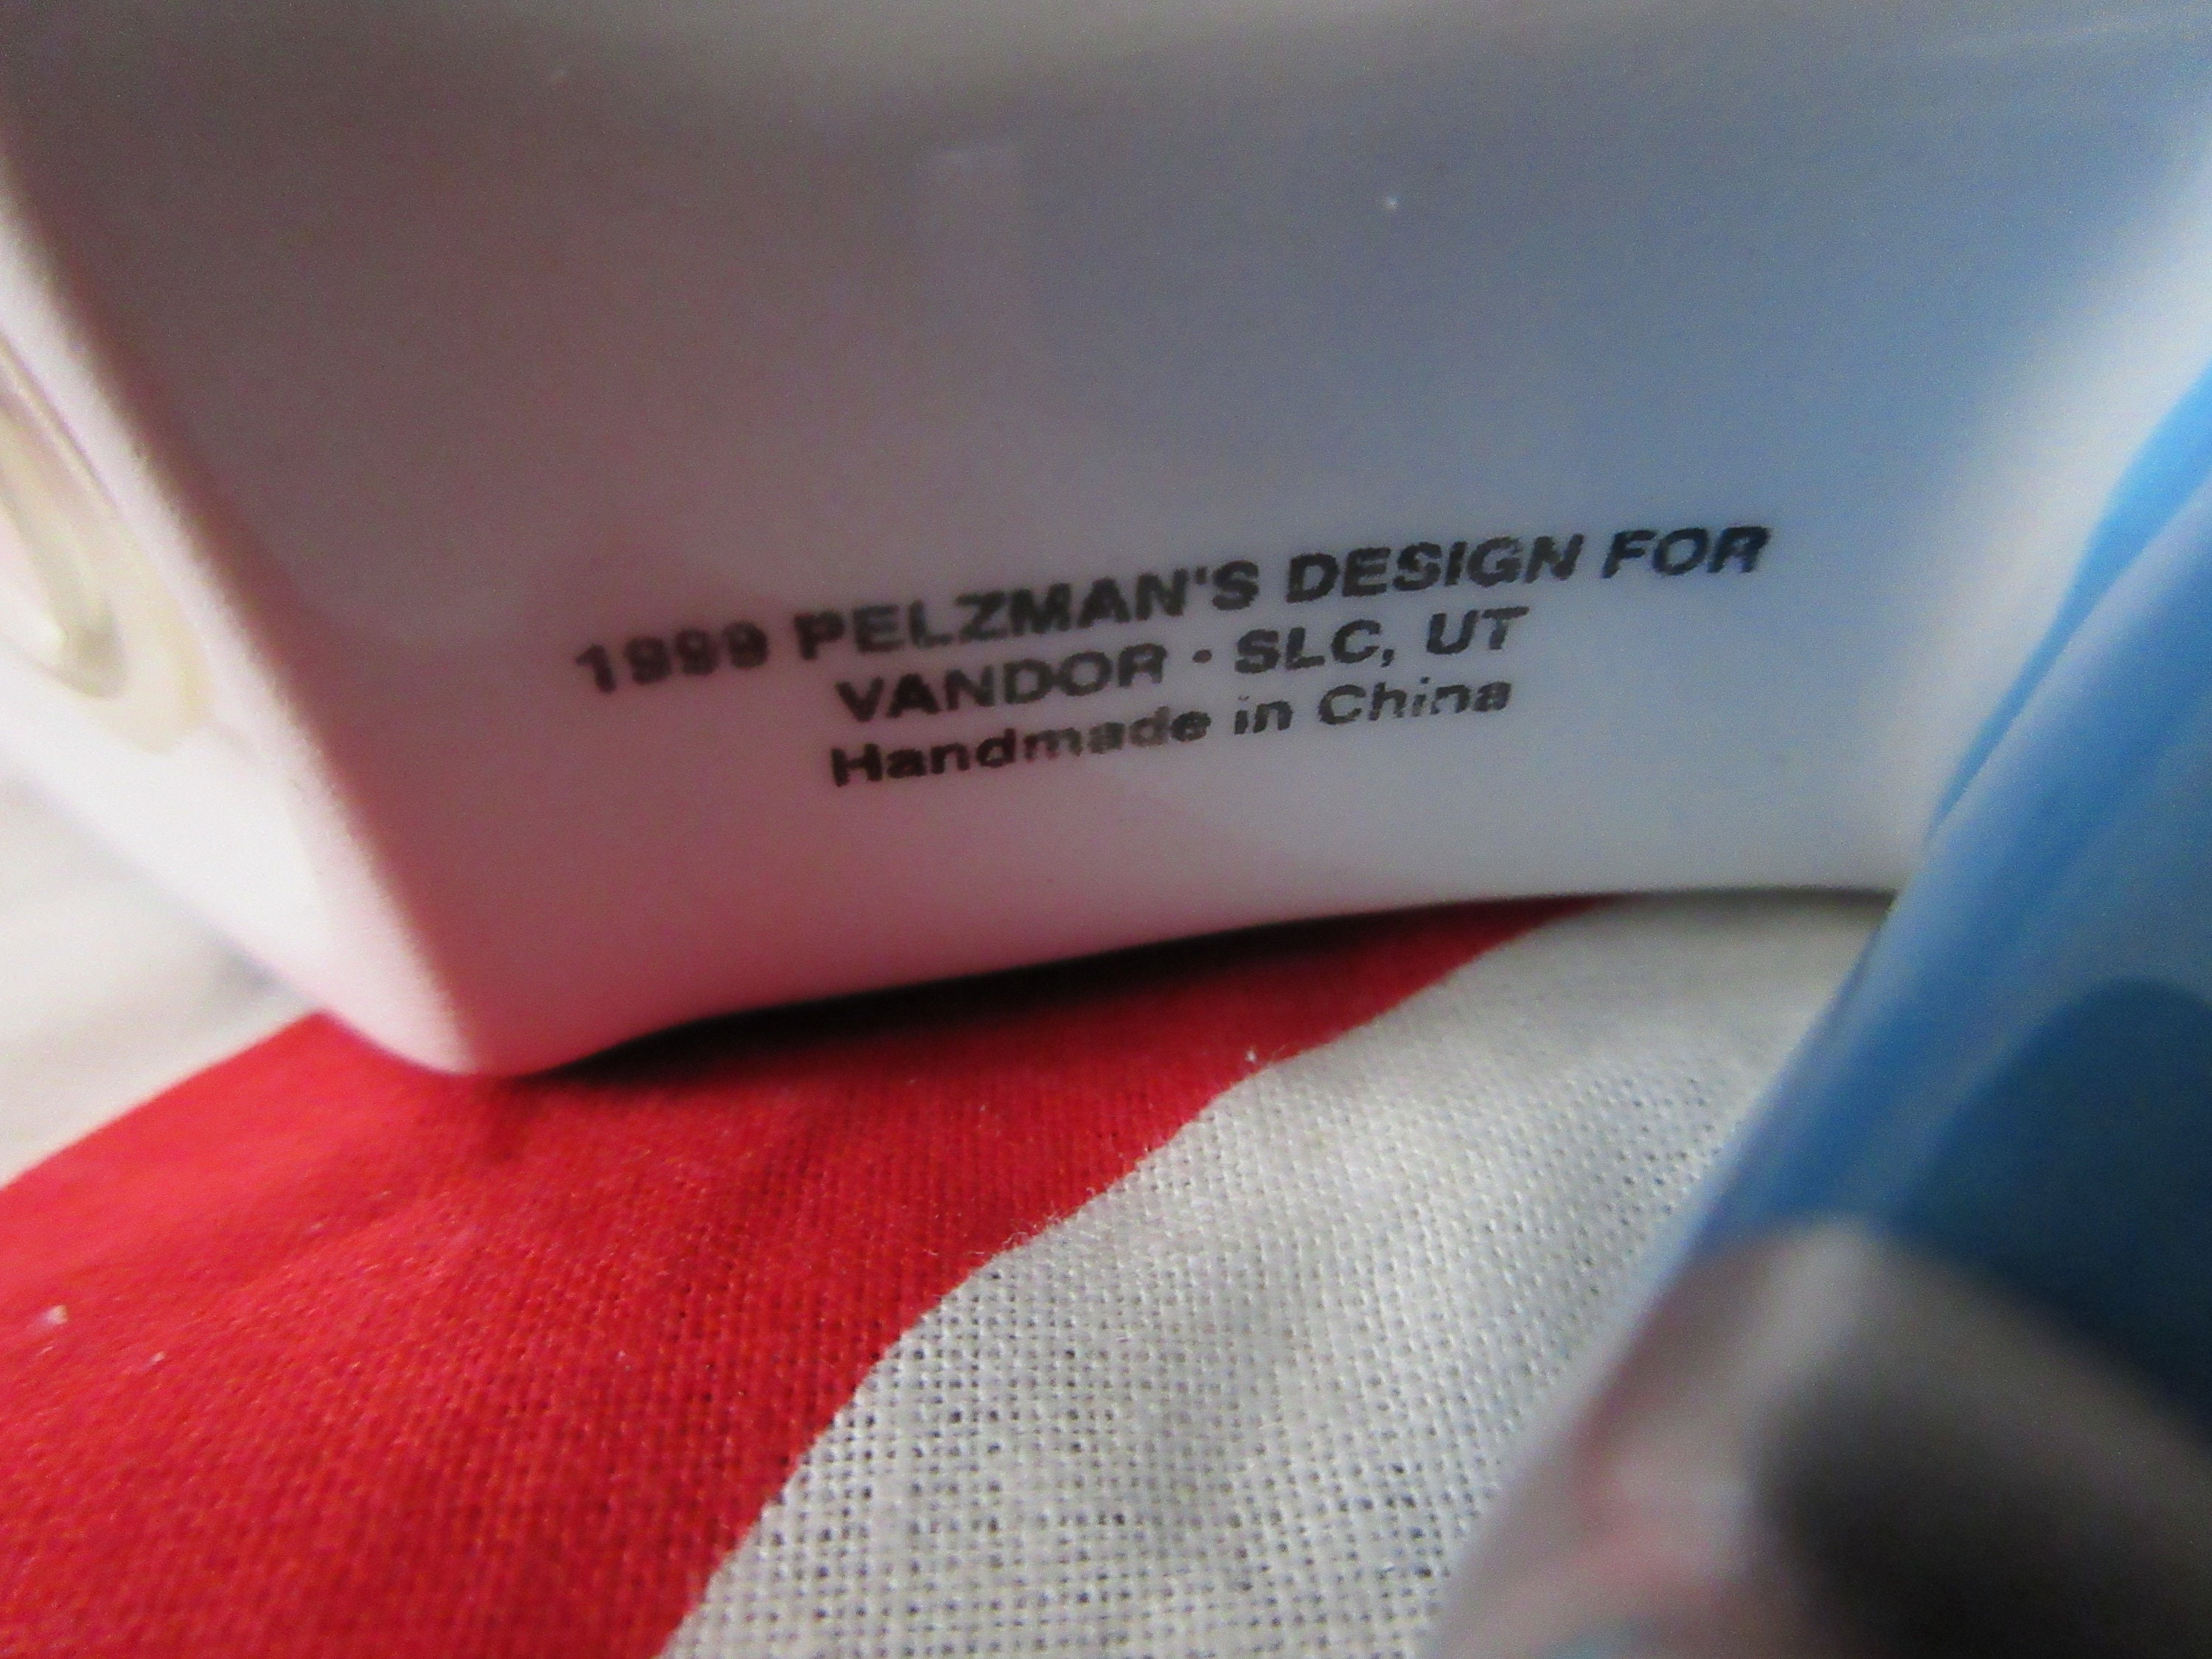 1999 PELZMAN'S DESIGN FOR
VANDOR · SLC, UT
Handmade in China